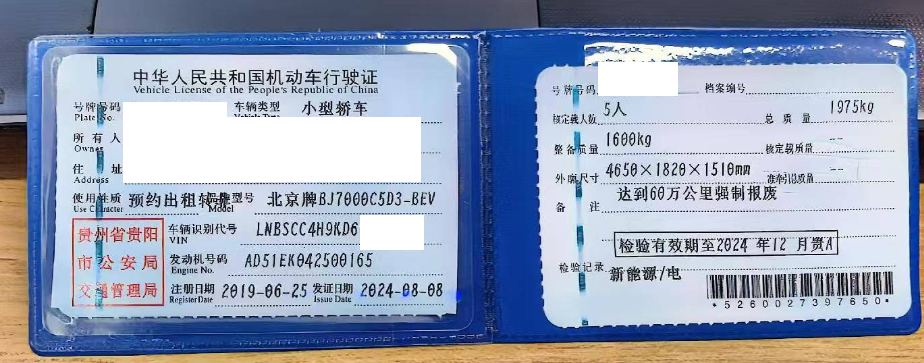 中华人民共和国机动车行驶证
Vehicle License of the People's Republic of China
号牌号码
Plate No.
车辆类型 小型轿车
Vehicle Type
所有人
Owner
住址
Address
使用性质 预约出租转非
Use Character
品牌型号 北京牌BJ7000C5D3-BEV
Model
贵州省贵阳
市公安局
交通管理局
车辆识别代号 LNBSCC4H9KD6
VIN
发动机号码 AD51EK042500165
Engine No.
注册日期 2019-06-25 发证日期 2024-08-08
Register Date Issue Date
号牌号码 档案编号
核定载人数 5人 总质量 1975kg
整备质量 1600kg 核定载质量 --
外廓尺寸 4650×1820×1510mm 准牵引总质量 --
备注 达到60万公里强制报废
检验有效期至2024年12月贵A
检验记录
新能源/电
*5260027397650*